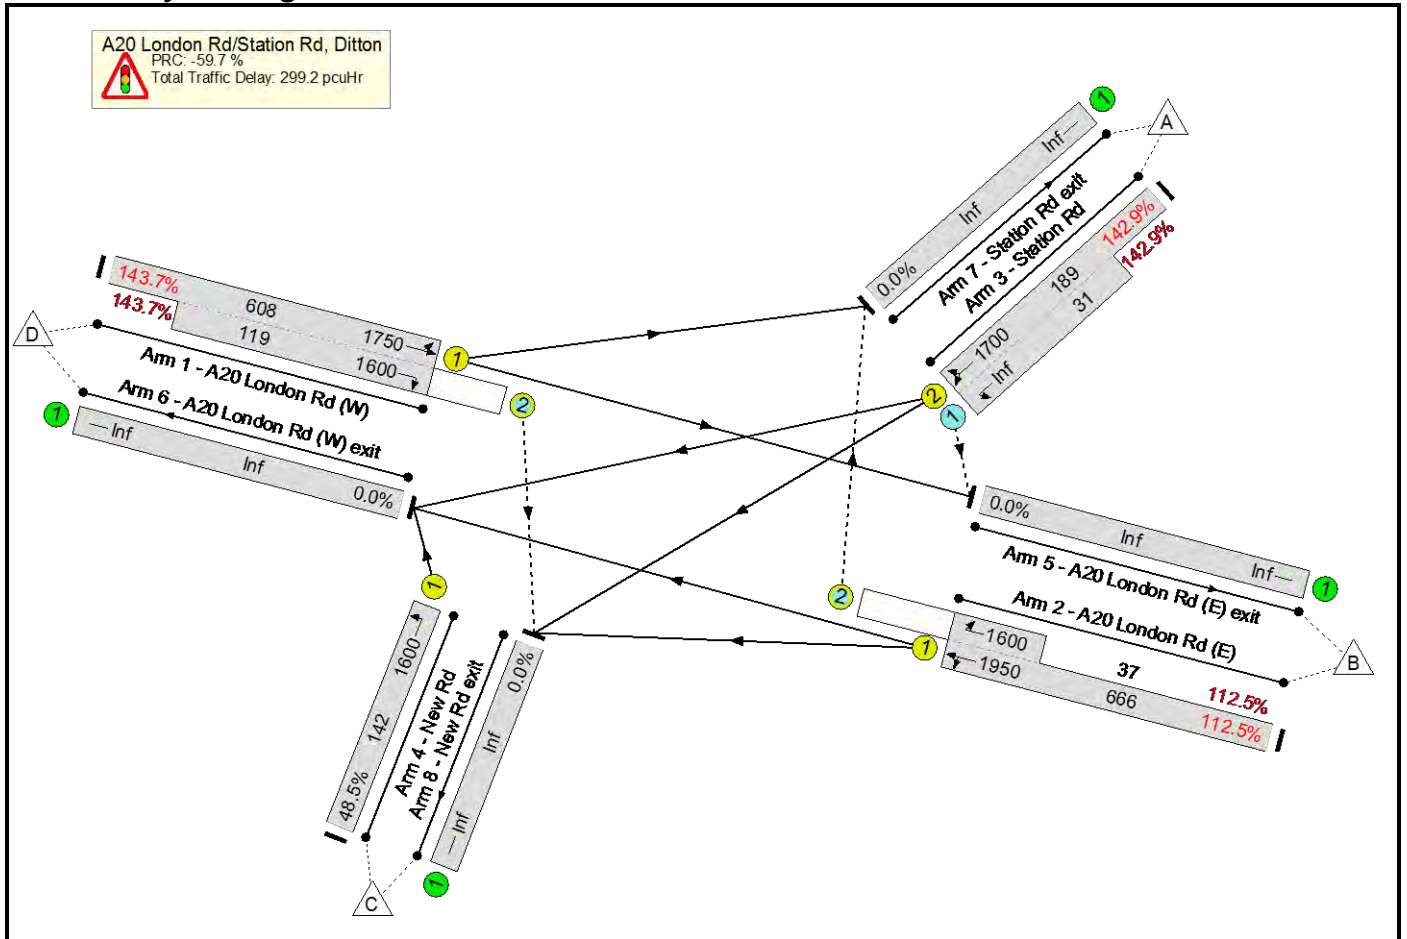 A20 London Rd/Station Rd, Ditton
PRC: -59.7 %
Total Traffic Delay: 299.2 pcuHr
1
A
Inf
Inf
0.0%
Arm 7 - Station Rd exit
Arm 3 - Station Rd
142.9%
142.9%
189
31
1700
Inf
2
1
143.7%
143.7%
608
119
1750
1600
1
2
D
Arm 1 - A20 London Rd (W)
Arm 6 - A20 London Rd (W) exit
1
Inf
Inf
0.0%
0.0%
Inf
Inf
1
Arm 5 - A20 London Rd (E) exit
Arm 2 - A20 London Rd (E)
B
2
1
1600
1950
37
666
112.5%
112.5%
1
1600
142
48.5%
Arm 4 - New Rd
Arm 8 - New Rd exit
0.0%
Inf
Inf
1
C